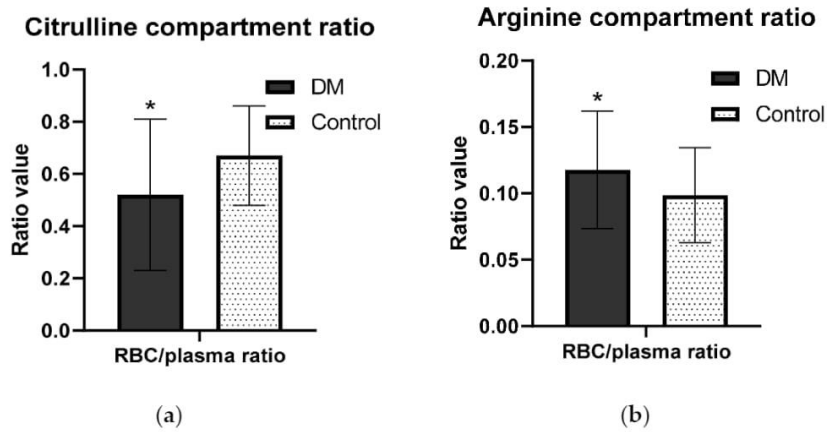 Citrulline compartment ratio
Ratio value
1.0
0.8
0.6
0.4
0.2
0.0
*
DM
Control
RBC/plasma ratio
(a)
Arginine compartment ratio
Ratio value
0.20
0.15
0.10
0.05
0.00
*
DM
Control
RBC/plasma ratio
(b)